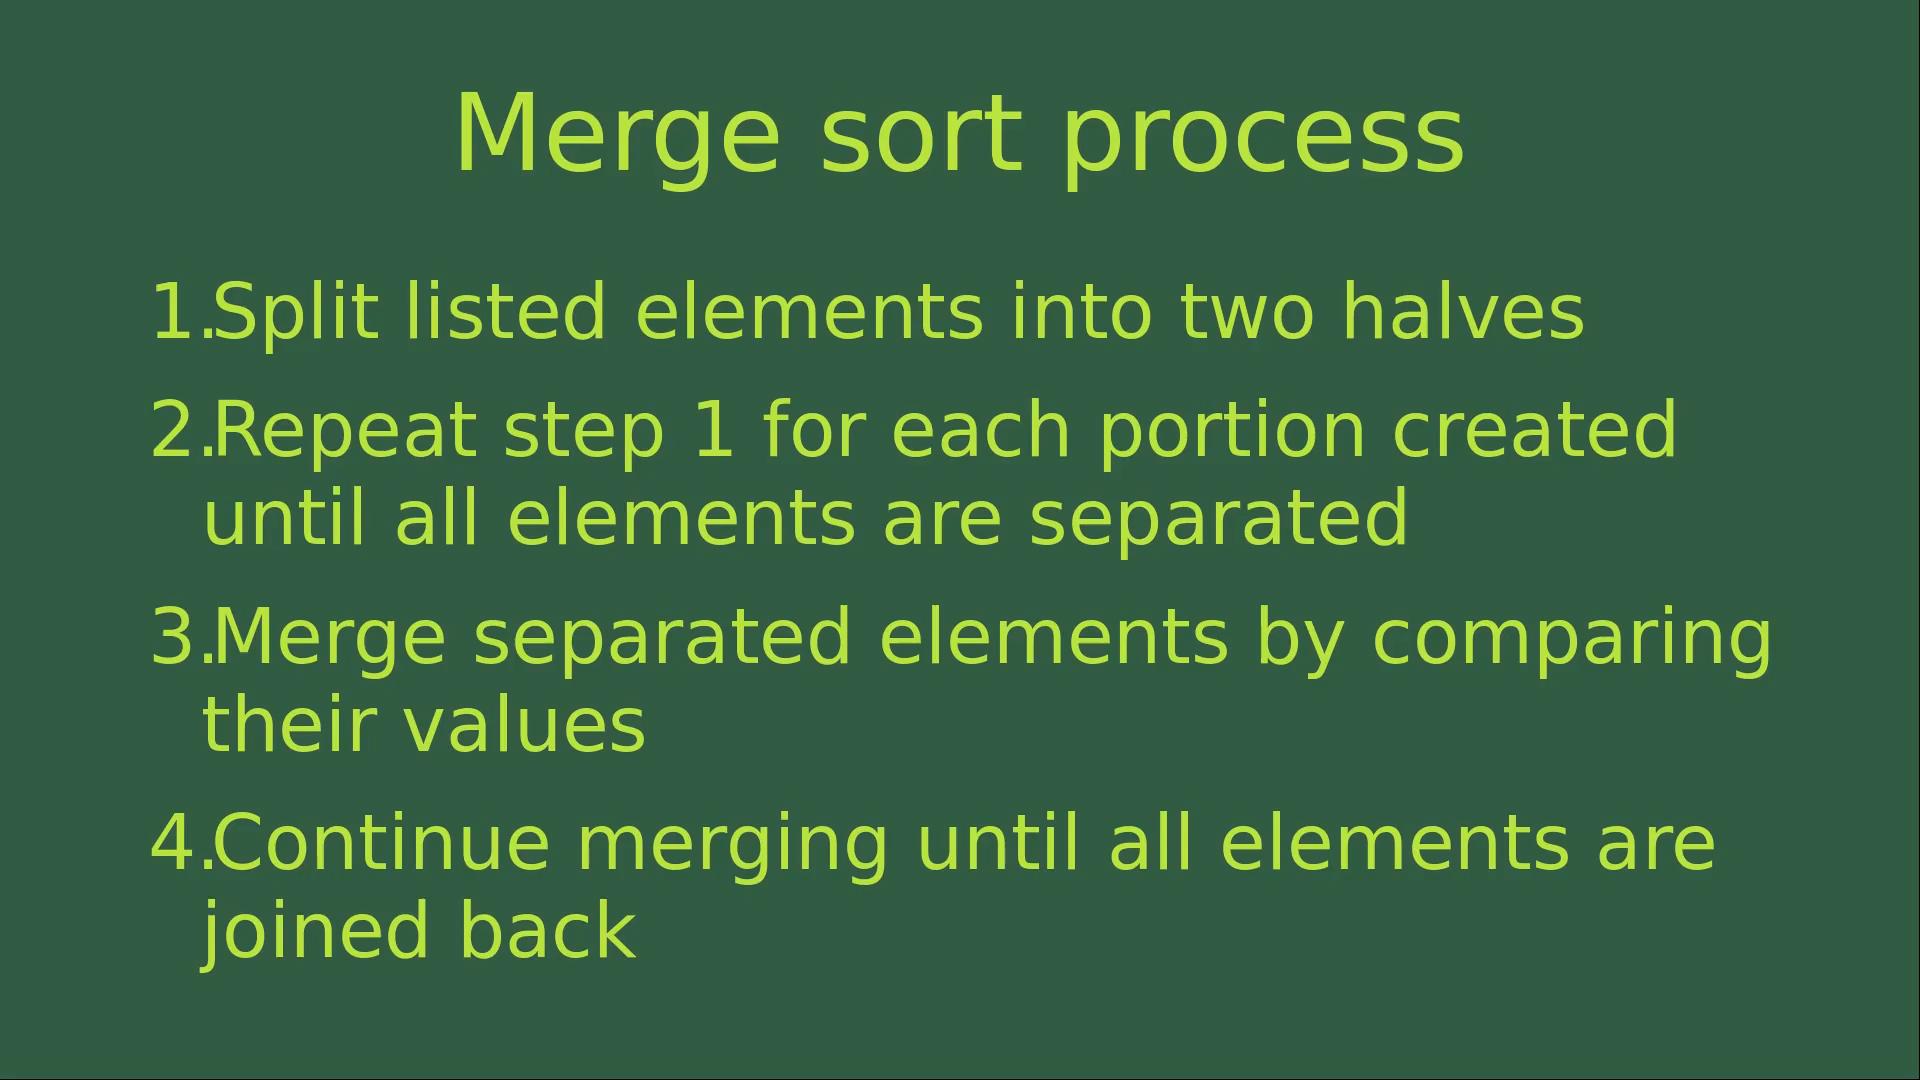 Merge sort process
1.Split listed elements into two halves
2.Repeat step 1 for each portion created
until all elements are separated
3.Merge separated elements by comparing
their values
4.Continue merging until all elements are
joined back